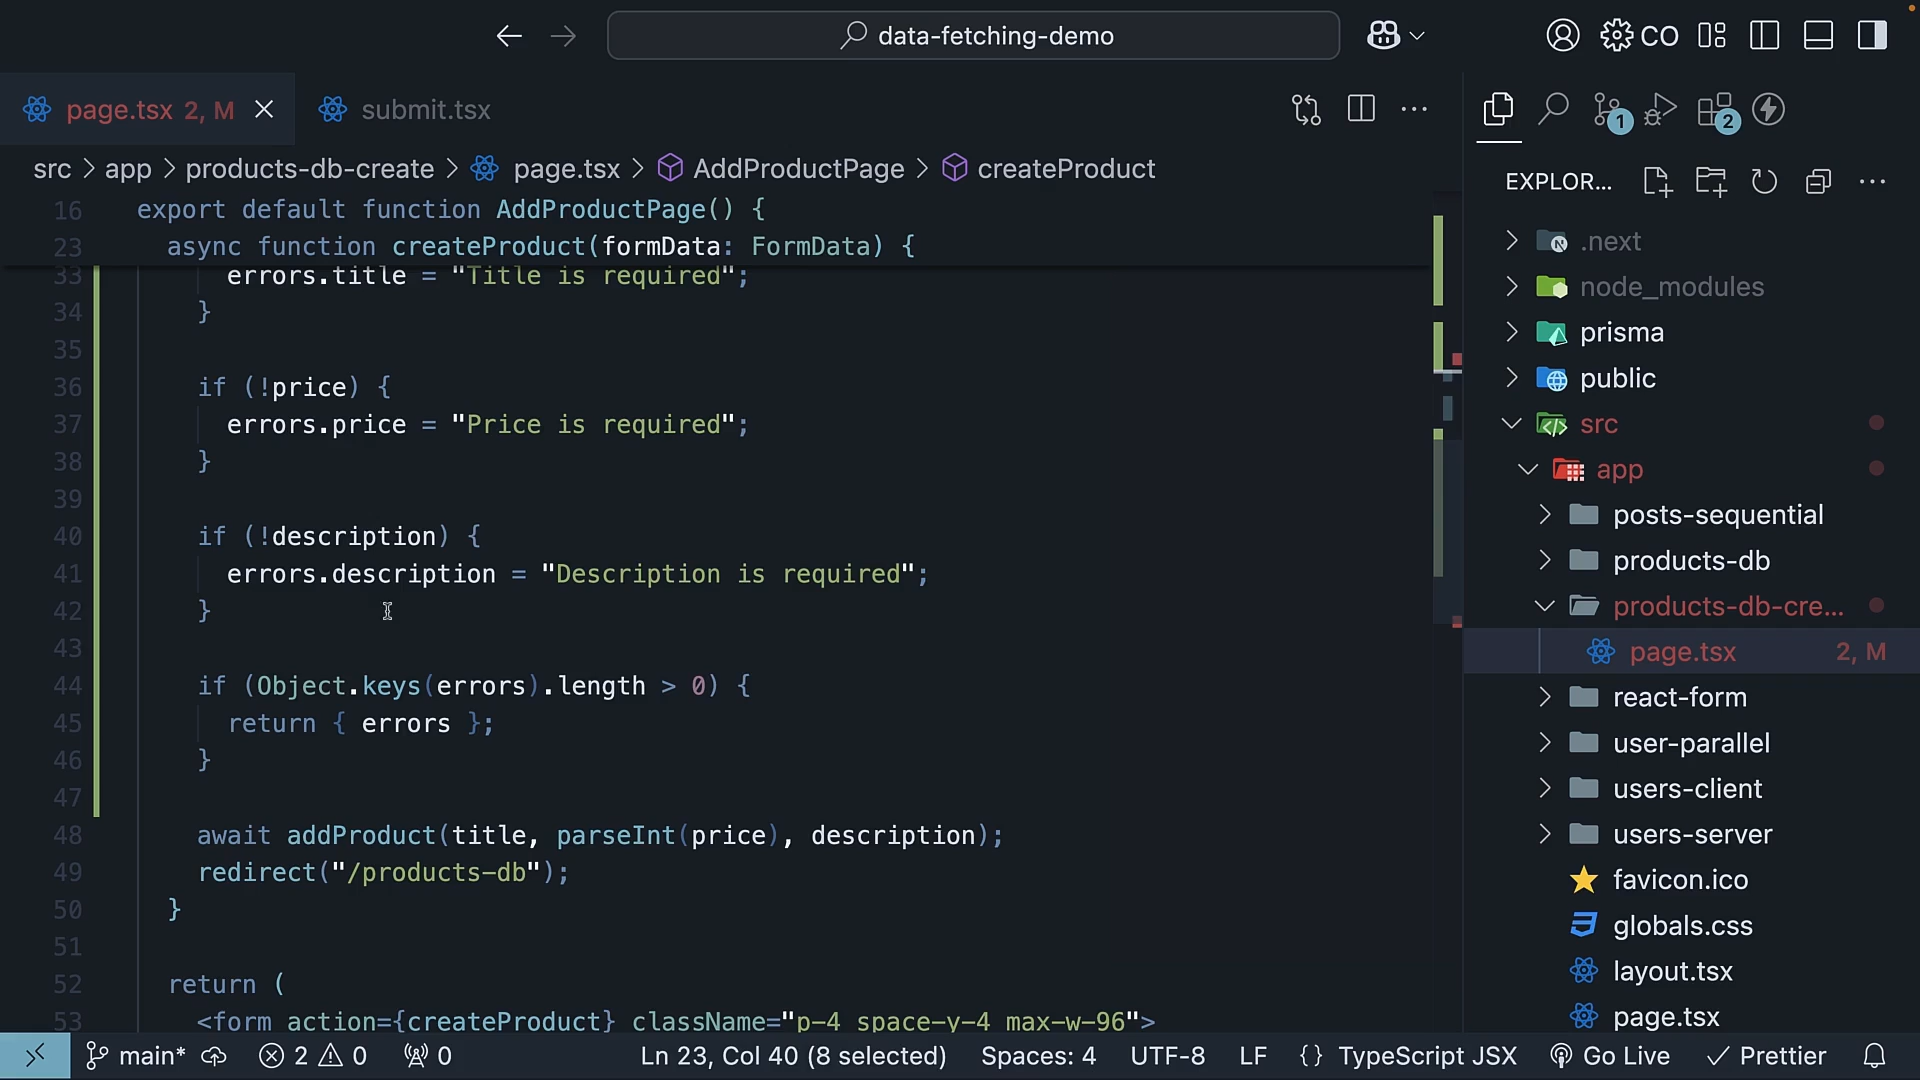 data-fetching-demo
CO
page.tsx 2, M
submit.tsx
1
2
src > app > products-db-create > page.tsx > AddProductPage > createProduct
EXPLOR...
16 export default function AddProductPage() {
23 async function createProduct(formData: FormData) {
33 errors.title = "Title is required";
34 }
35
36 if (!price) {
37 errors.price = "Price is required";
38 }
39
40 if (!description) {
41 errors.description = "Description is required";
42 }
43
44 if (Object.keys(errors).length > 0) {
45 return { errors };
46 }
47
48 await addProduct(title, parseInt(price), description);
49 redirect("/products-db");
50 }
51
52 return (
53 <form action={createProduct} className="p-4 space-y-4 max-w-96">
.next
node_modules
prisma
public
src
app
posts-sequential
products-db
products-db-cre...
page.tsx 2, M
react-form
user-parallel
users-client
users-server
favicon.ico
globals.css
layout.tsx
page.tsx
main* 2 0 0 Ln 23, Col 40 (8 selected) Spaces: 4 UTF-8 LF {} TypeScript JSX Go Live Prettier